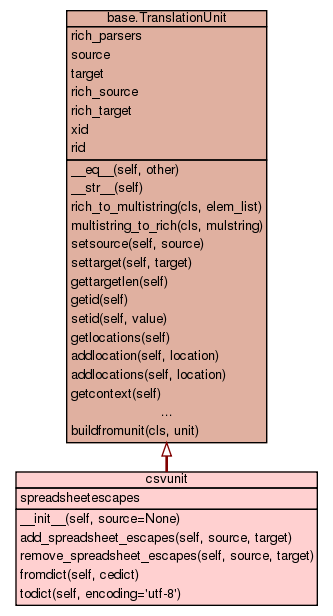 base.TranslationUnit
rich_parsers
source
target
rich_source
rich_target
xid
rid
__eq__(self, other)
__str__(self)
rich_to_multistring(cls, elem_list)
multistring_to_rich(cls, mulstring)
setsource(self, source)
settarget(self, target)
gettargetlen(self)
getid(self)
setid(self, value)
getlocations(self)
addlocation(self, location)
addlocations(self, location)
getcontext(self)
...
buildfromunit(cls, unit)
csvunit
spreadsheetescapes
__init__(self, source=None)
add_spreadsheet_escapes(self, source, target)
remove_spreadsheet_escapes(self, source, target)
fromdict(self, cedict)
todict(self, encoding='utf-8')